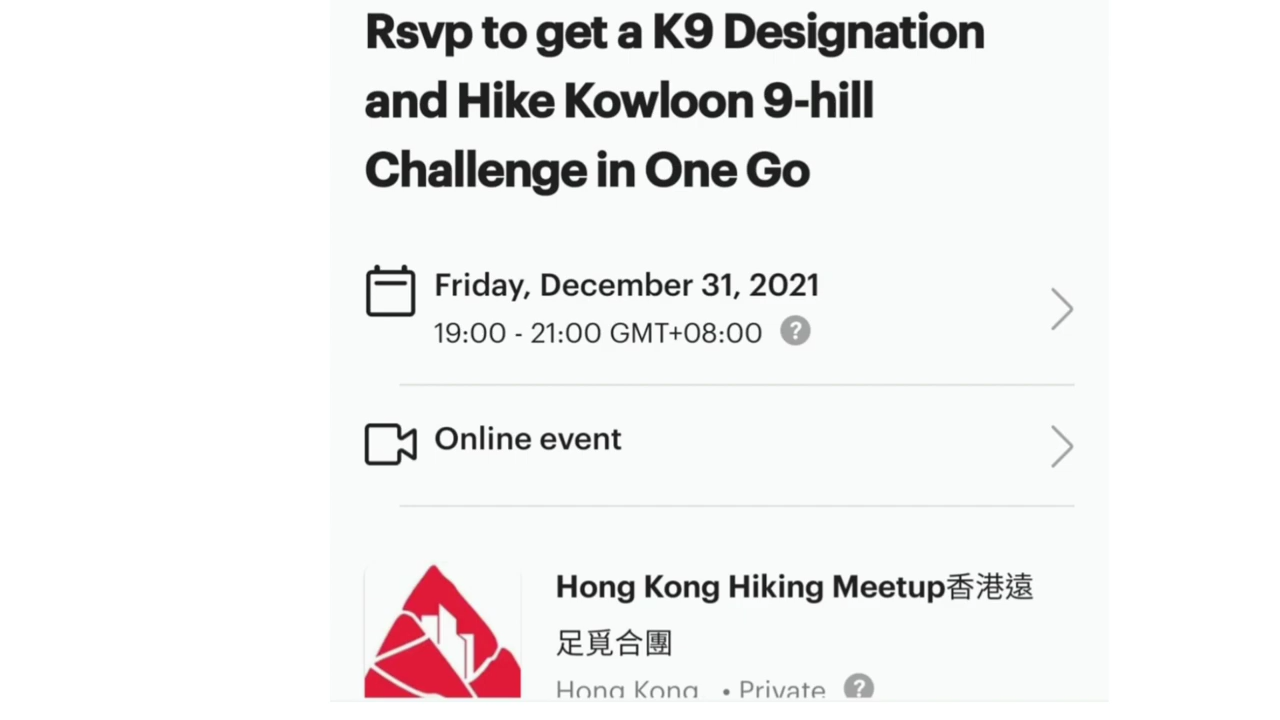 Rsvp to get a K9 Designation
and Hike Kowloon 9-hill
Challenge in One Go
Friday, December 31, 2021
19:00 - 21:00 GMT+08:00 ?
Online event
Hong Kong Hiking Meetup香港遠
足覓合團
Hong Kong • Private ?